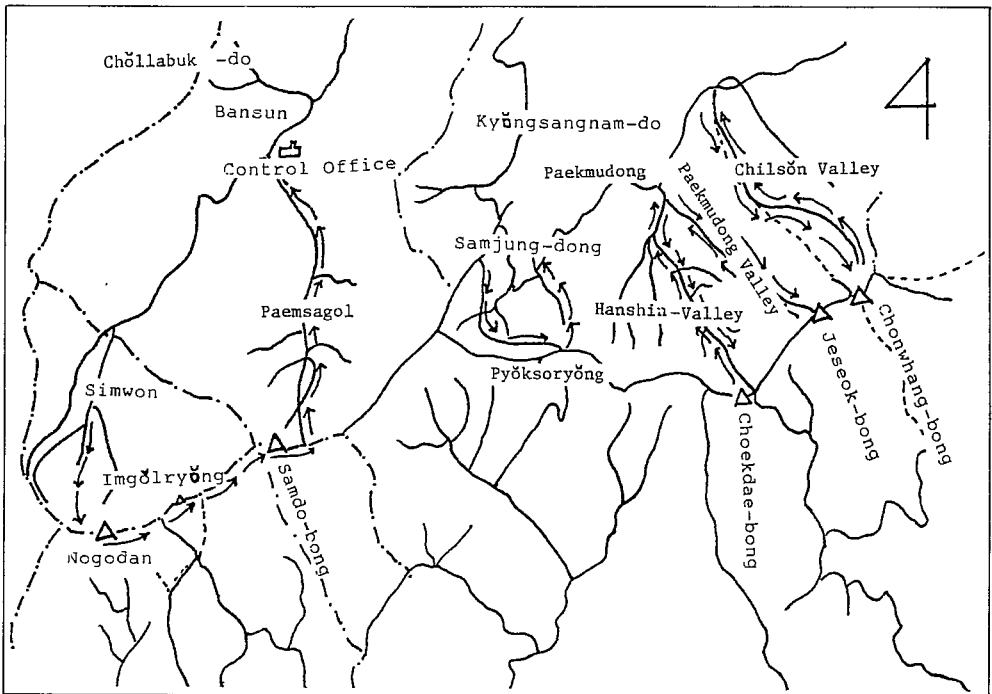 Chŏllabuk -do
Bansun
Control Office
Kyŏngsangnam-do
Paekmudong
Paekmudong Valley
Chilsŏn Valley
Samjung-dong
Paemsagol
Hanshin-Valley
Simwon
Pyŏksoryŏng
Imgŏlryŏng
Nogodan
Samdo-bong
Choekdae-bong
Jeseok-bong
Chonwhang-bong